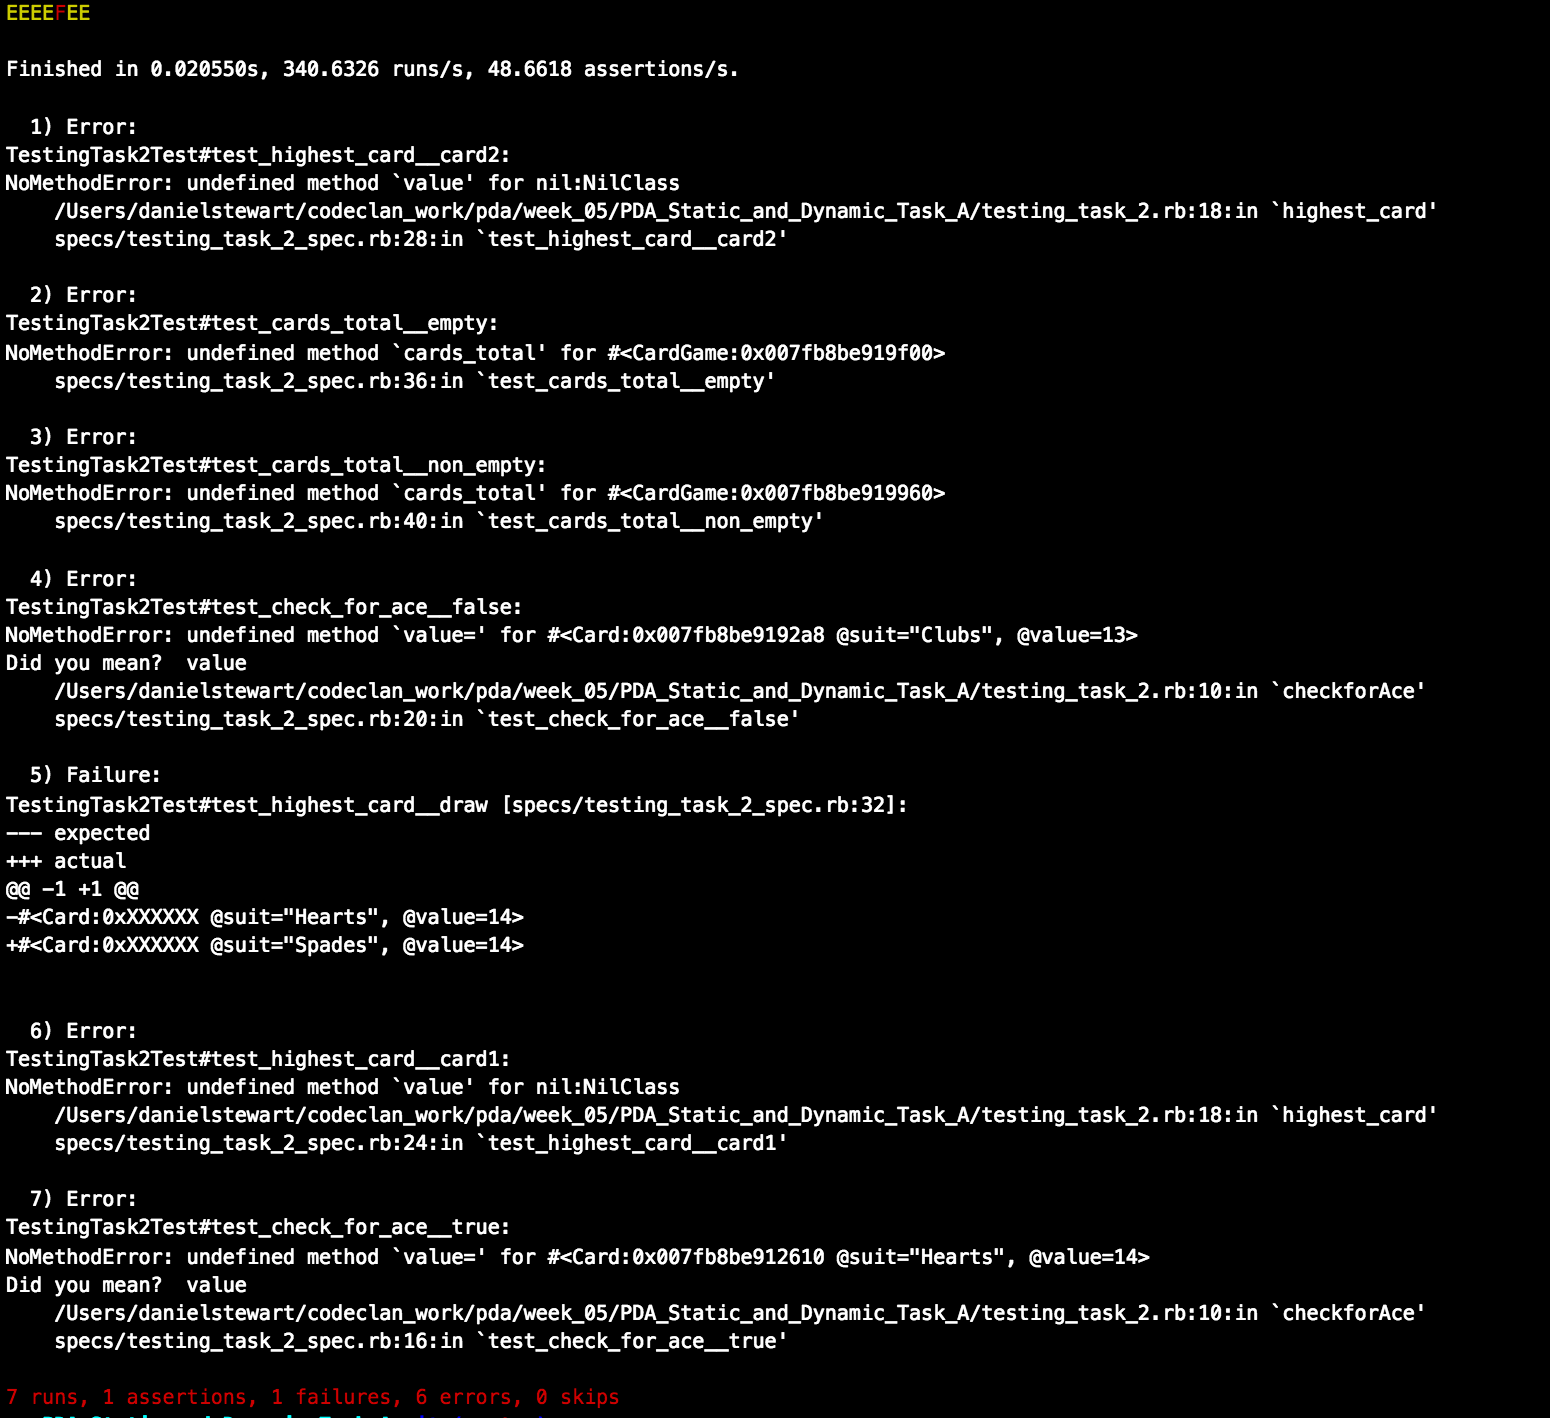 EEEEFEE
Finished in 0.020550s, 340.6326 runs/s, 48.6618 assertions/s.
1) Error:
TestingTask2Test#test_highest_card__card2:
NoMethodError: undefined method `value' for nil:NilClass
/Users/danielstewart/codeclan_work/pda/week_05/PDA_Static_and_Dynamic_Task_A/testing_task_2.rb:18:in `highest_card'
specs/testing_task_2_spec.rb:28:in `test_highest_card__card2'
2) Error:
TestingTask2Test#test_cards_total__empty:
NoMethodError: undefined method `cards_total' for #<CardGame:0x007fb8be919f00>
specs/testing_task_2_spec.rb:36:in `test_cards_total__empty'
3) Error:
TestingTask2Test#test_cards_total__non_empty:
NoMethodError: undefined method `cards_total' for #<CardGame:0x007fb8be919960>
specs/testing_task_2_spec.rb:40:in `test_cards_total__non_empty'
4) Error:
TestingTask2Test#test_check_for_ace__false:
NoMethodError: undefined method `value=' for #<Card:0x007fb8be9192a8 @suit="Clubs", @value=13>
Did you mean?  value
/Users/danielstewart/codeclan_work/pda/week_05/PDA_Static_and_Dynamic_Task_A/testing_task_2.rb:10:in `checkforAce'
specs/testing_task_2_spec.rb:20:in `test_check_for_ace__false'
5) Failure:
TestingTask2Test#test_highest_card__draw [specs/testing_task_2_spec.rb:32]:
--- expected
+++ actual
@@ -1 +1 @@
-#<Card:0xXXXXXX @suit="Hearts", @value=14>
+#<Card:0xXXXXXX @suit="Spades", @value=14>
6) Error:
TestingTask2Test#test_highest_card__card1:
NoMethodError: undefined method `value' for nil:NilClass
/Users/danielstewart/codeclan_work/pda/week_05/PDA_Static_and_Dynamic_Task_A/testing_task_2.rb:18:in `highest_card'
specs/testing_task_2_spec.rb:24:in `test_highest_card__card1'
7) Error:
TestingTask2Test#test_check_for_ace__true:
NoMethodError: undefined method `value=' for #<Card:0x007fb8be912610 @suit="Hearts", @value=14>
Did you mean?  value
/Users/danielstewart/codeclan_work/pda/week_05/PDA_Static_and_Dynamic_Task_A/testing_task_2.rb:10:in `checkforAce'
specs/testing_task_2_spec.rb:16:in `test_check_for_ace__true'
7 runs, 1 assertions, 1 failures, 6 errors, 0 skips